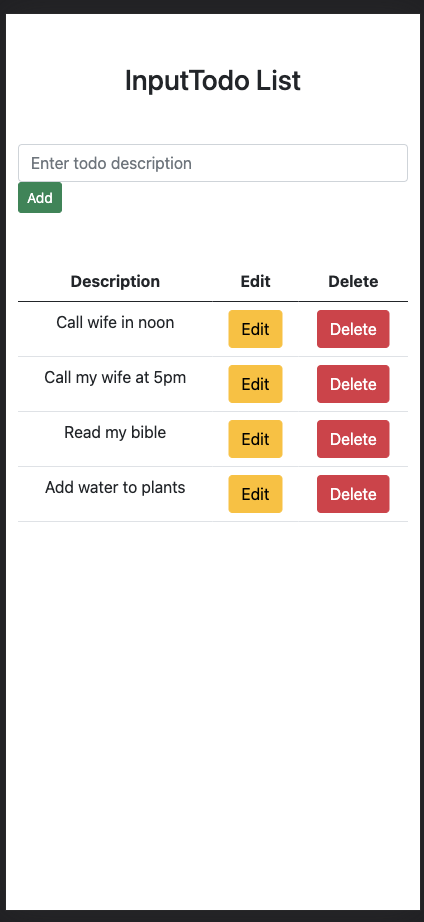 InputTodo List
Enter todo description
Add
Description Edit Delete
Call wife in noon Edit Delete
Call my wife at 5pm Edit Delete
Read my bible Edit Delete
Add water to plants Edit Delete